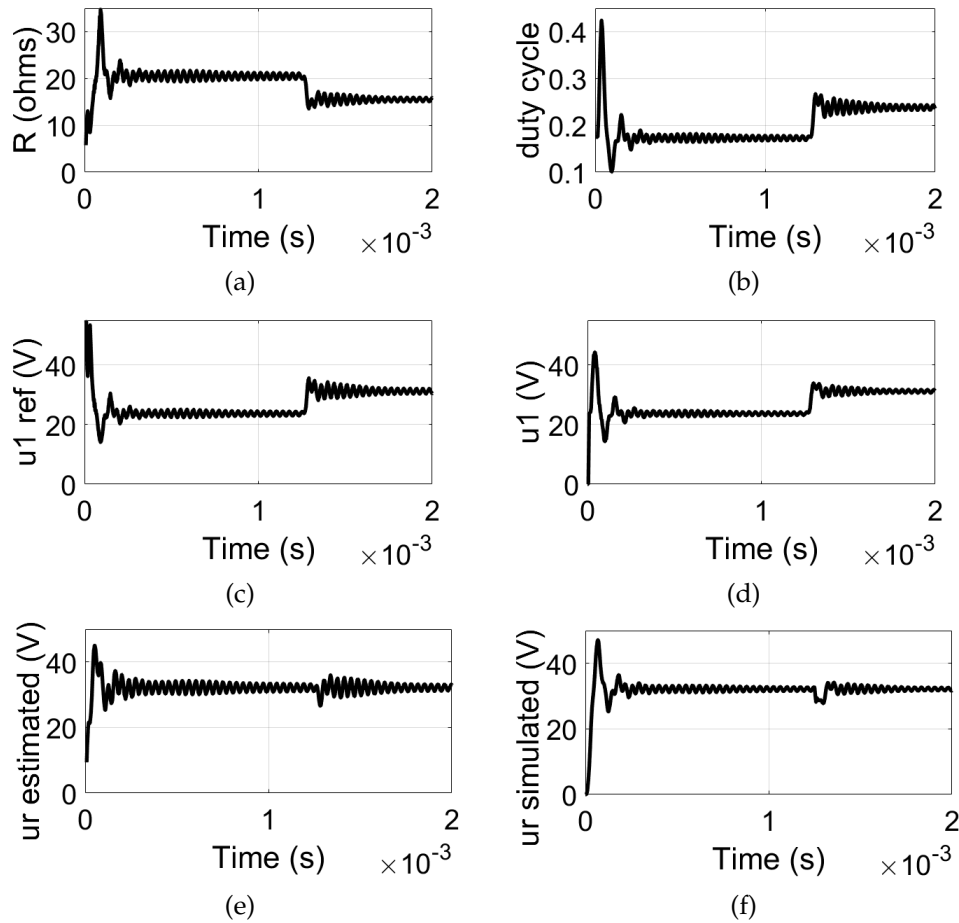 R (ohms)
30
20
10
0
0
1
2
Time (s)
×10-3
(a)
duty cycle
0.4
0.3
0.2
0.1
0
1
2
Time (s)
×10-3
(b)
u1 ref (V)
40
20
0
0
1
2
Time (s)
×10-3
(c)
u1 (V)
40
20
0
0
1
2
Time (s)
×10-3
(d)
ur estimated (V)
40
20
0
0
1
2
Time (s)
×10-3
(e)
ur simulated (V)
40
20
0
0
1
2
Time (s)
×10-3
(f)